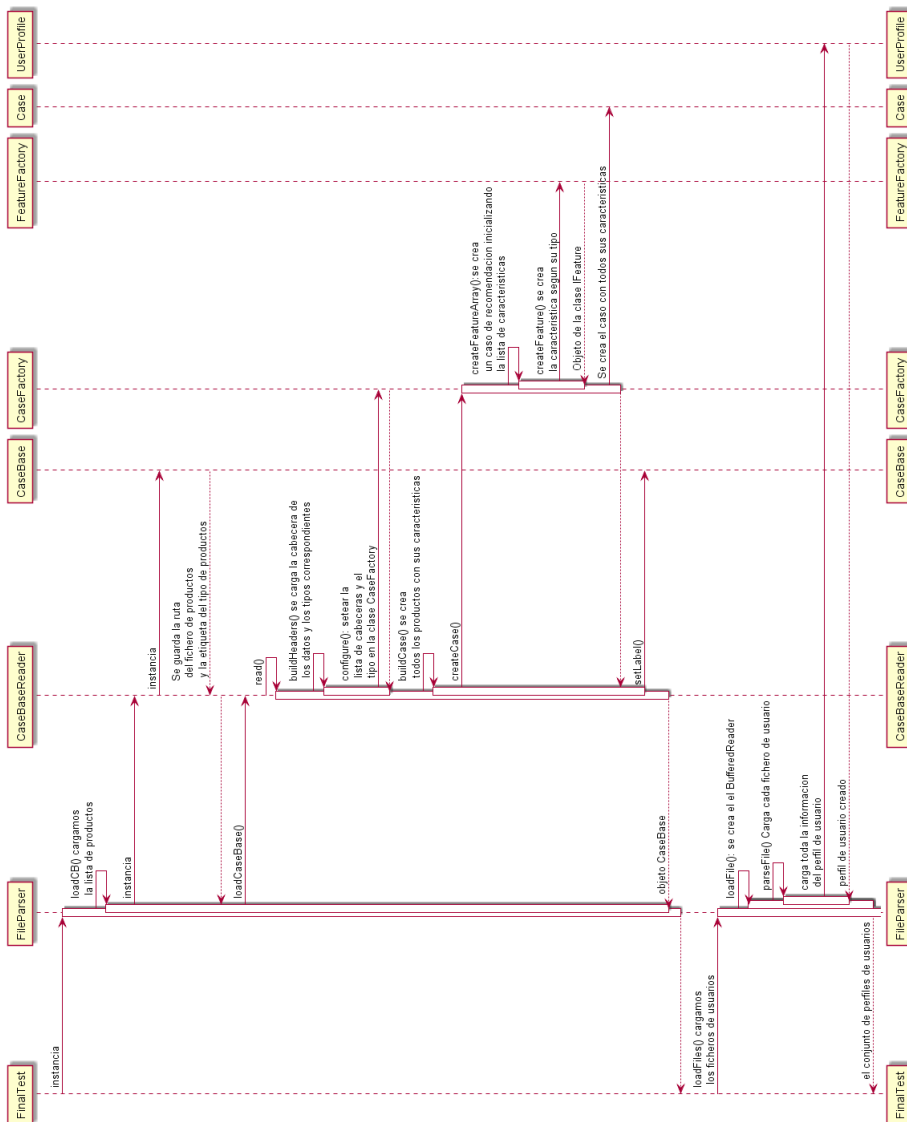 FinalTest
FileParser
CaseBaseReader
CaseBase
CaseFactory
FeatureFactory
Case
UserProfile
instancia
loadCB() cargamos
la lista de productos
instancia
instancia
Se guarda la ruta
del fichero de productos
y la etiqueta del tipo de productos
loadCaseBase()
read()
buildHeaders() se carga la cabecera de
los datos y los tipos correspondientes
configure(): setear la
lista de cabeceras y el
tipo en la clase CaseFactory
buildCase() se crea
todos los productos con sus caracteristicas
createCase()
createFeatureArray():se crea
un caso de recomendacion inicializando
la lista de caracteristicas
createFeature() se crea
la caracteristica segun su tipo
Objeto de la clase IFeature
Se crea el caso con todos sus caracteristicas
setLabel()
objeto CaseBase
loadFiles() cargamos
los ficheros de usuarios
loadFile(): se crea el el BufferedReader
parseFile() Carga cada fichero de usuario
carga toda la informacion
del perfil de usuario
perfil de usuario creado
el conjunto de perfiles de usuarios
FinalTest
FileParser
CaseBaseReader
CaseBase
CaseFactory
FeatureFactory
Case
UserProfile